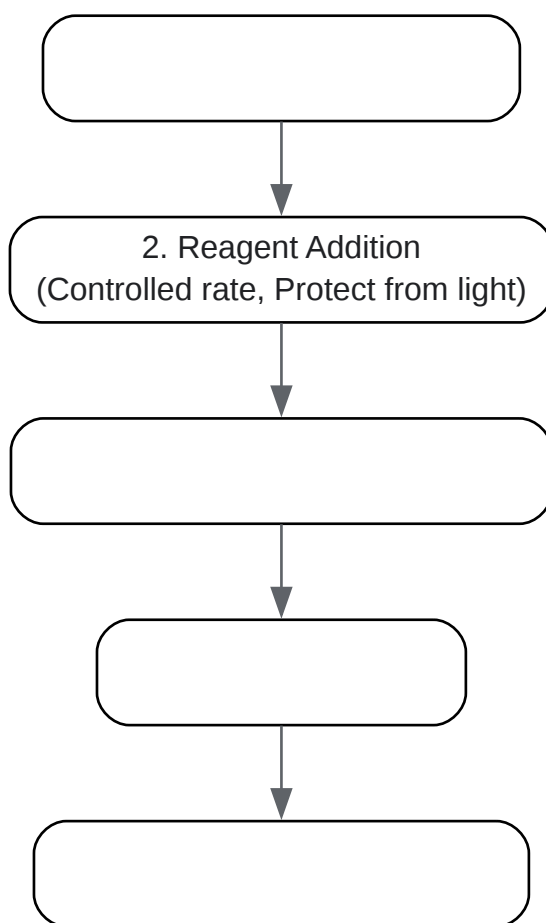 2. Reagent Addition
(Controlled rate, Protect from light)